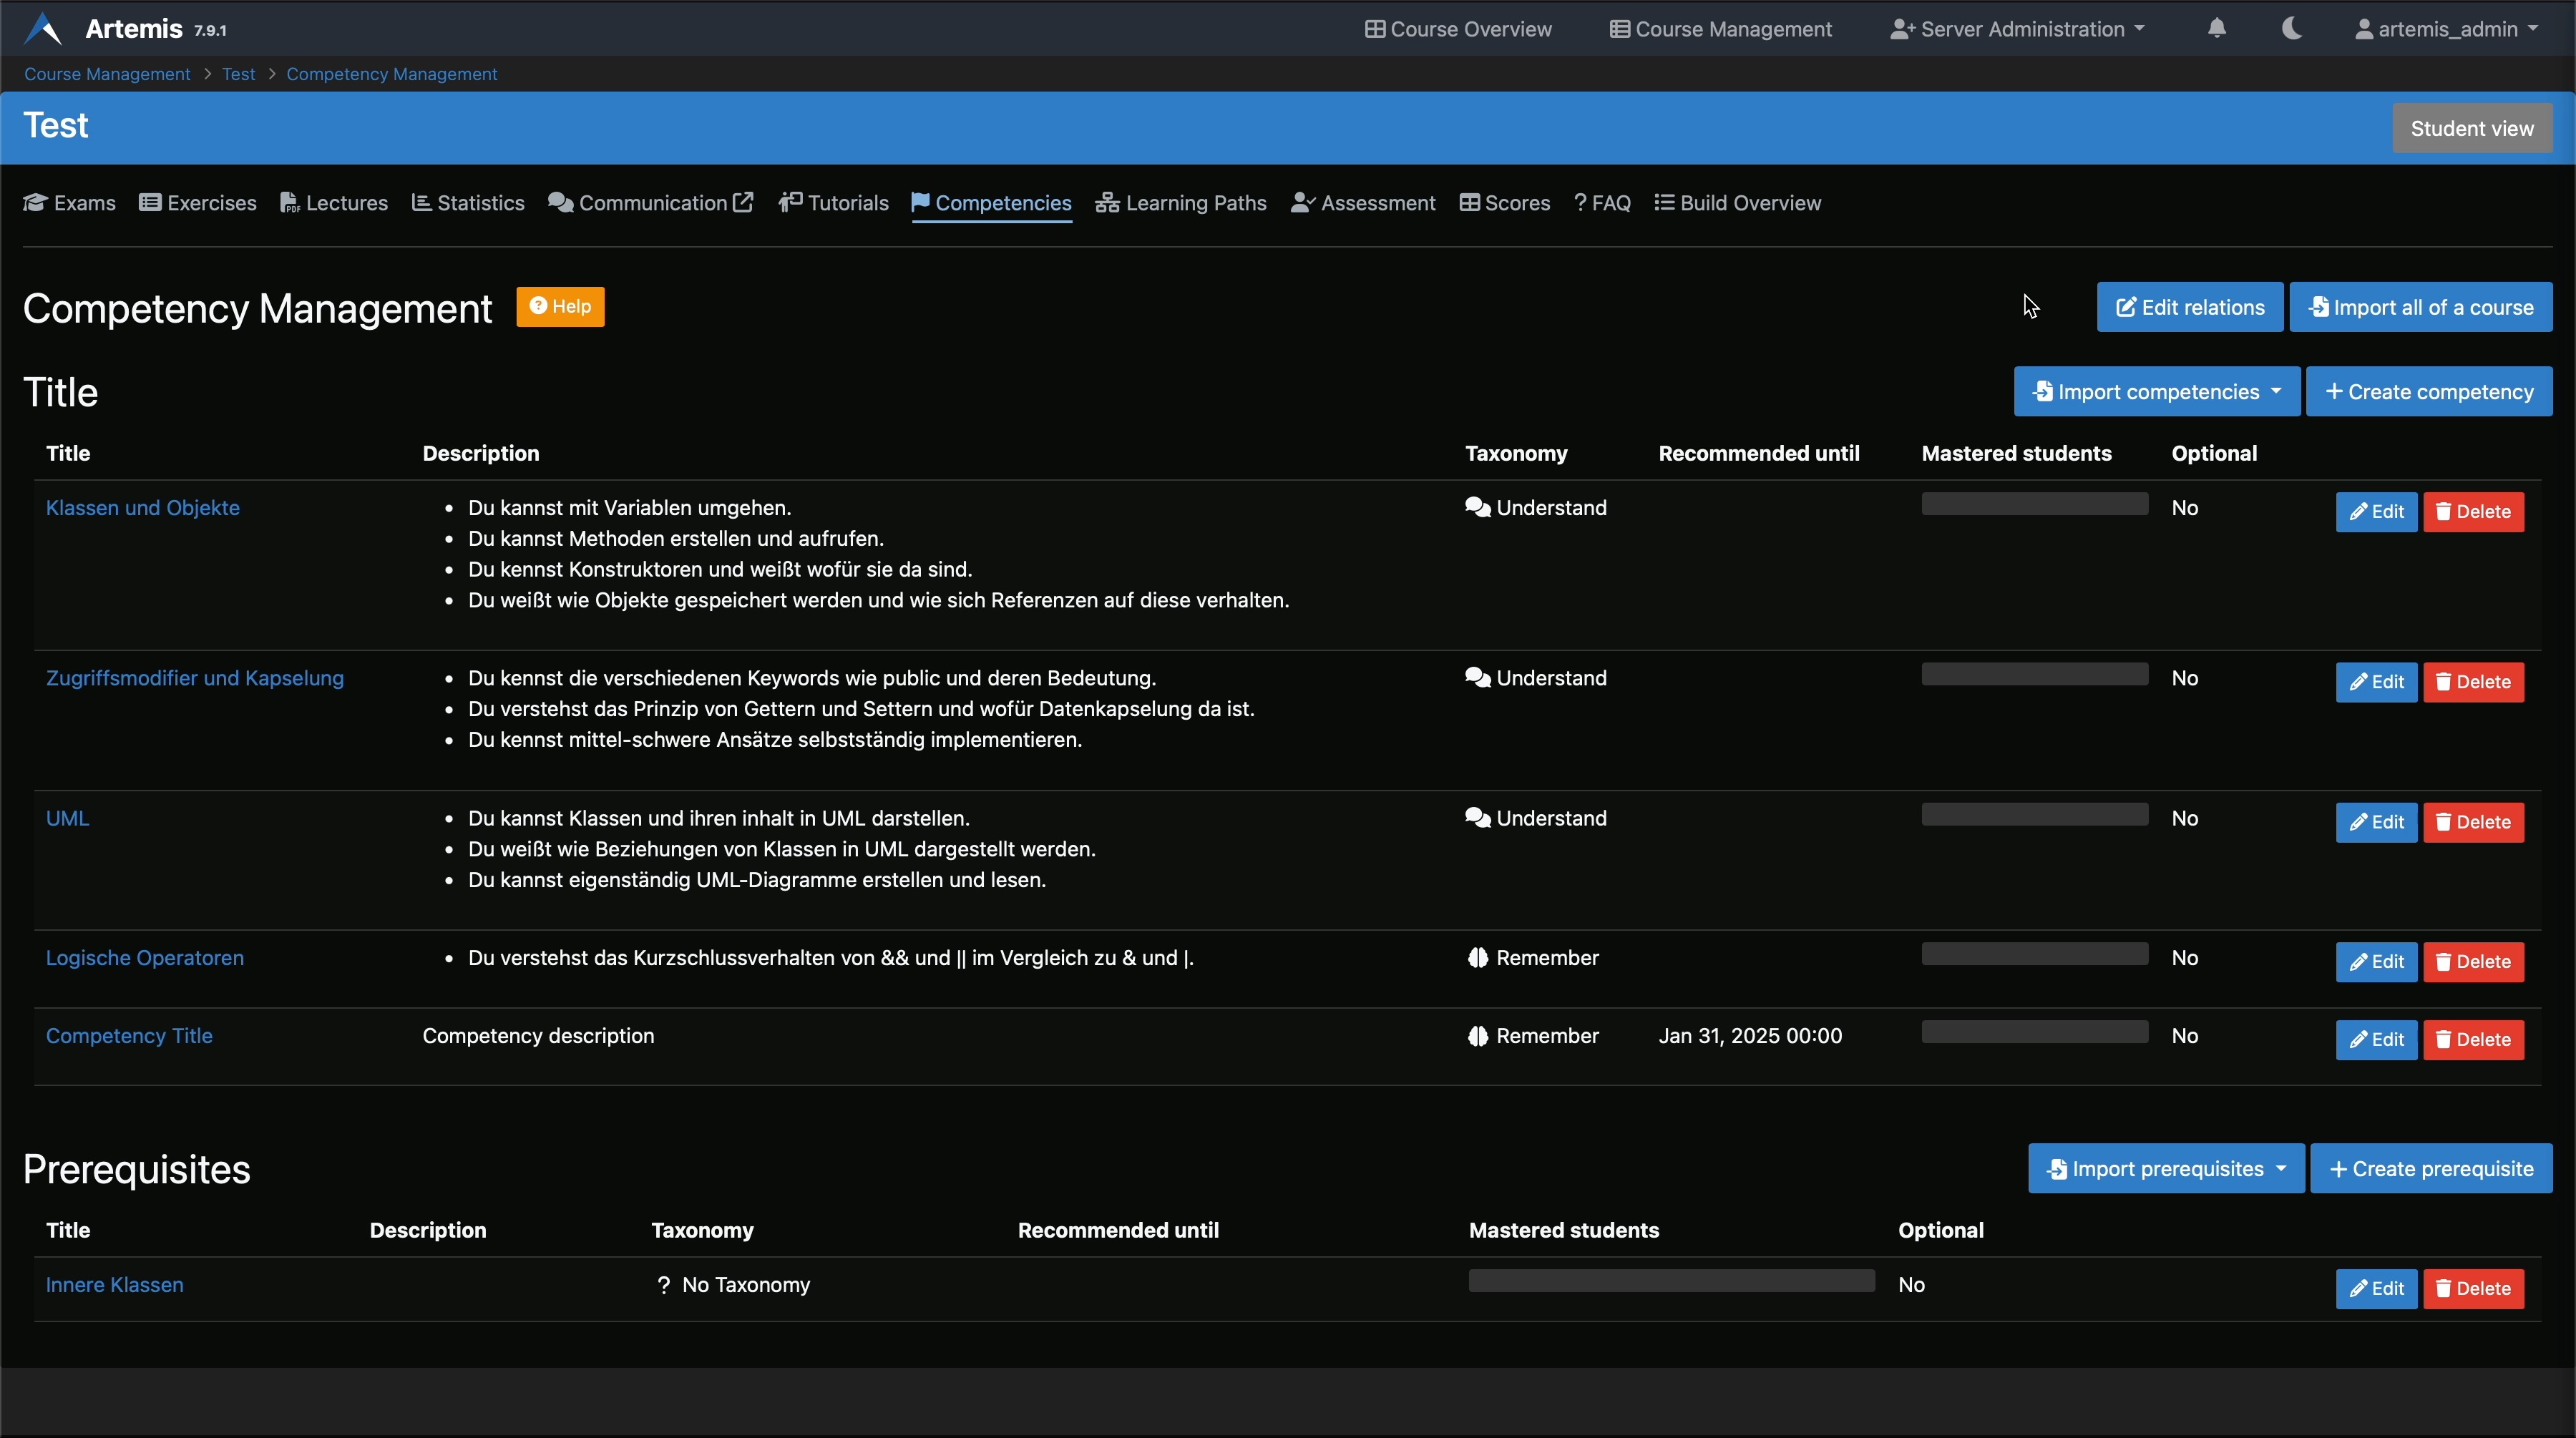 Artemis 7.9.1 Course Overview Course Management Server Administration artemis_admin
Course Management > Test > Competency Management
Test Student view
Exams Exercises Lectures Statistics Communication Tutorials Competencies Learning Paths Assessment Scores ? FAQ Build Overview
Competency Management Help Edit relations Import all of a course
Title Import competencies + Create competency
Title Description Taxonomy Recommended until Mastered students Optional
Klassen und Objekte • Du kannst mit Variablen umgehen. Understand No Edit Delete
• Du kannst Methoden erstellen und aufrufen.
• Du kennst Konstruktoren und weißt wofür sie da sind.
• Du weißt wie Objekte gespeichert werden und wie sich Referenzen auf diese verhalten.
Zugriffsmodifier und Kapselung • Du kennst die verschiedenen Keywords wie public und deren Bedeutung. Understand No Edit Delete
• Du verstehst das Prinzip von Gettern und Settern und wofür Datenkapselung da ist.
• Du kennst mittel-schwere Ansätze selbstständig implementieren.
UML • Du kannst Klassen und ihren inhalt in UML darstellen. Understand No Edit Delete
• Du weißt wie Beziehungen von Klassen in UML dargestellt werden.
• Du kannst eigenständig UML-Diagramme erstellen und lesen.
Logische Operatoren • Du verstehst das Kurzschlussverhalten von && und || im Vergleich zu & und |. Remember No Edit Delete
Competency Title Competency description Remember Jan 31, 2025 00:00 No Edit Delete
Prerequisites Import prerequisites + Create prerequisite
Title Description Taxonomy Recommended until Mastered students Optional
Innere Klassen ? No Taxonomy No Edit Delete